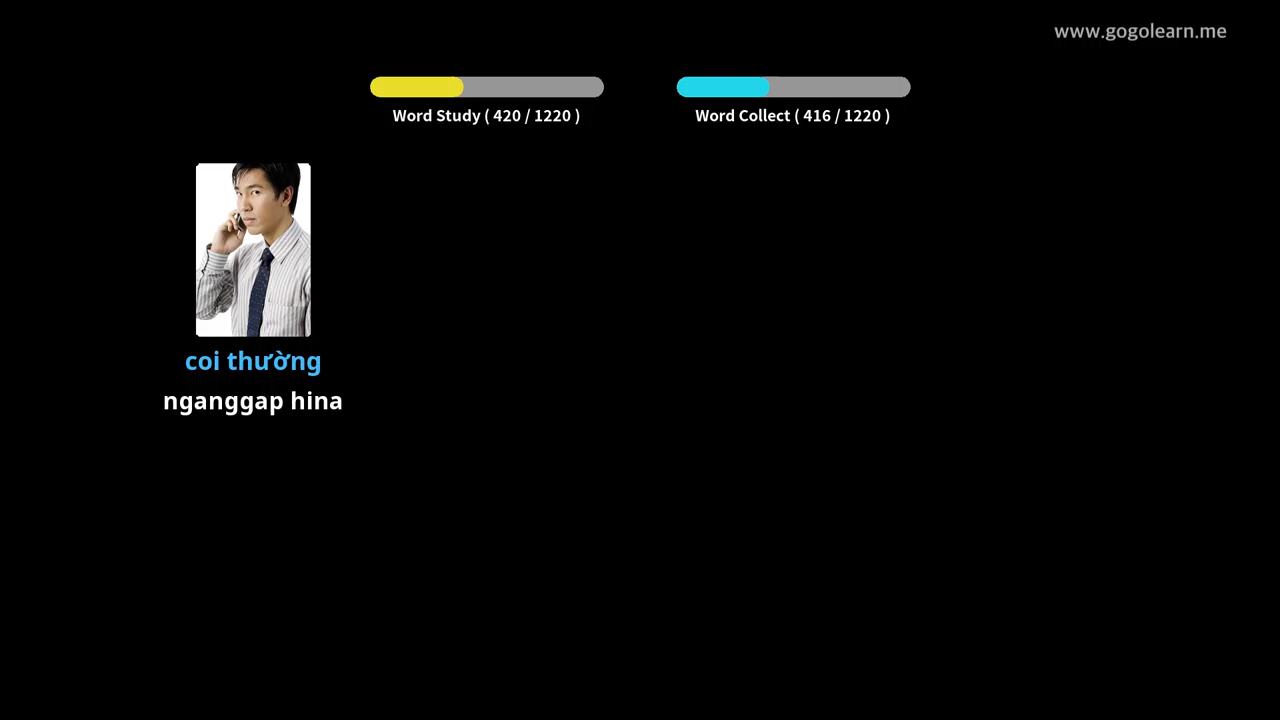 www.gogolearn.me
Word Study ( 420 / 1220 )
Word Collect ( 416 / 1220 )
coi thường
nganggap hina